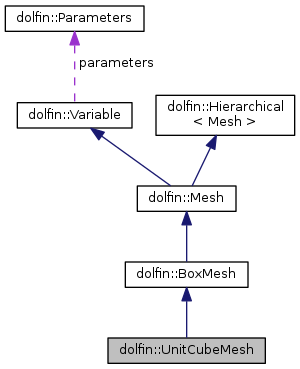 dolfin::Parameters
parameters
dolfin::Variable
dolfin::Hierarchical
< Mesh >
dolfin::Mesh
dolfin::BoxMesh
dolfin::UnitCubeMesh